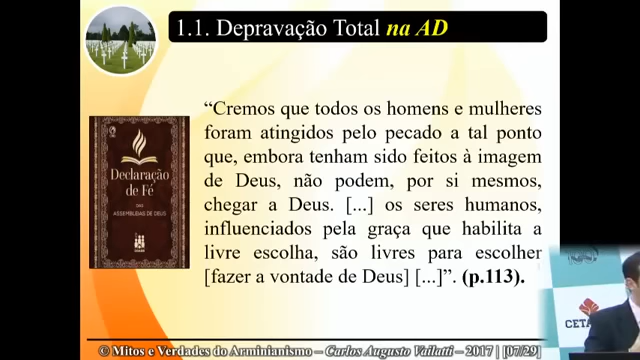 1.1. Depravação Total na AD
“Cremos que todos os homens e mulheres
foram atingidos pelo pecado a tal ponto
que, embora tenham sido feitos à imagem
de Deus, não podem, por si mesmos,
chegar a Deus. [...] os seres humanos,
influenciados pela graça que habilita a
livre escolha, são livres para escolher
[fazer a vontade de Deus] [...]”. (p.113).
Declaração
de Fé
DAS
ASSEMBLEIAS DE DEUS
CETA
© Mitos e Verdades do Arminianismo – Carlos Augusto Vailatti – 2017 | [07/29]